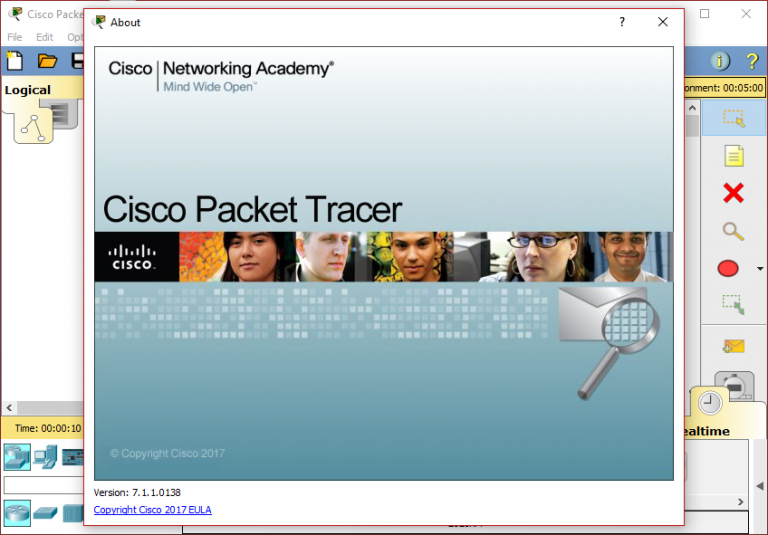 Cisco Packe
About
?
File Edit Opt
Cisco Networking Academy®
Mind Wide Open™
Logical
onment: 00:05:00
Cisco Packet Tracer
CISCO
Time: 00:00:10
ealtime
© Copyright Cisco 2017
Version: 7.1.1.0138
Copyright Cisco 2017 EULA